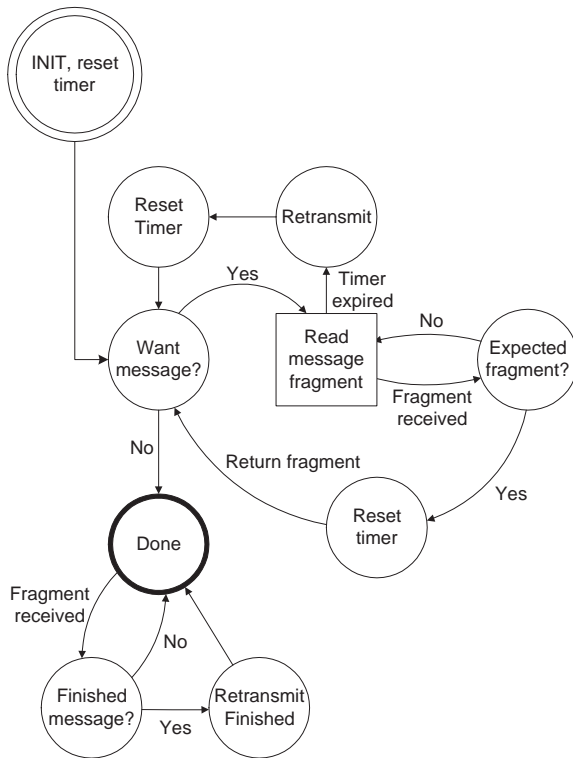 INIT, reset
timer
Reset
Timer
Retransmit
Yes
Timer
expired
Want
message?
Read
message
fragment
No
Expected
fragment?
Fragment
received
No
Return fragment
Yes
Reset
timer
Done
Fragment
received
No
Finished
message?
Yes
Retransmit
Finished